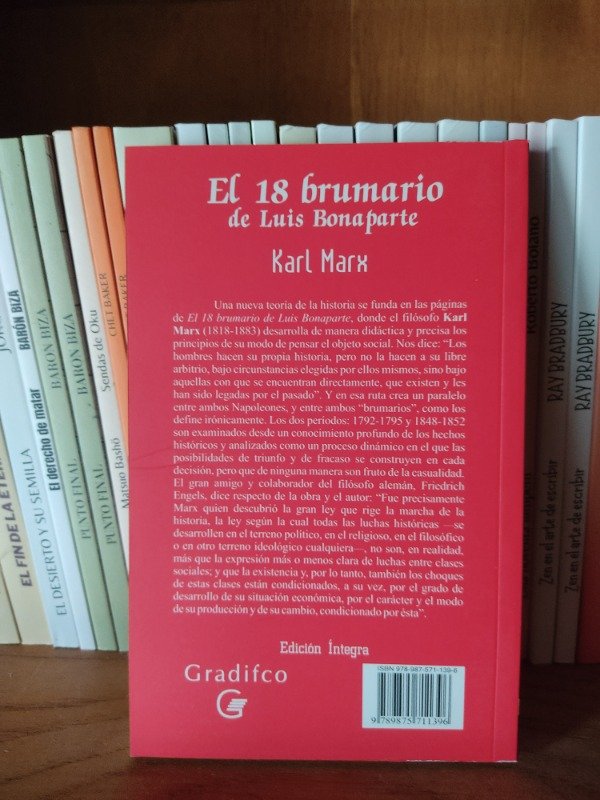 El 18 brumario
de Luis Bonaparte
Karl Marx
Una nueva teoría de la historia se funda en las páginas
de El 18 brumario de Luis Bonaparte, donde el filósofo Karl
Marx (1818-1883) desarrolla de manera didáctica y precisa los
principios de su modo de pensar el objeto social. Nos dice: “Los
hombres hacen su propia historia, pero no la hacen a su libre
arbitrio, bajo circunstancias elegidas por ellos mismos, sino bajo
aquellas con que se encuentran directamente, que existen y les
han sido legadas por el pasado”. Y en esa ruta crea un paralelo
entre ambos Napoleones, y entre ambos “brumarios”, como los
define irónicamente. Los dos períodos: 1792-1795 y 1848-1852
son examinados desde un conocimiento profundo de los hechos
históricos y analizados como un proceso dinámico en el que las
posibilidades de triunfo y de fracaso se construyen en cada
decisión, pero que de ninguna manera son fruto de la casualidad.
El gran amigo y colaborador del filósofo alemán, Friedrich
Engels, dice respecto de la obra y el autor: “Fue precisamente
Marx quien descubrió la gran ley que rige la marcha de la
historia, la ley según la cual todas las luchas históricas —se
desarrollen en el terreno político, en el religioso, en el filosófico
o en otro terreno ideológico cualquiera—, no son, en realidad,
más que la expresión más o menos clara de luchas entre clases
sociales; y que la existencia y, por lo tanto, también los choques
de estas clases están condicionados, a su vez, por el grado de
desarrollo de su situación económica, por el carácter y el modo
de su producción y de su cambio, condicionado por ésta”.
Edición Íntegra
Gradifco
G
ISBN 978-987-571-139-6
9 789875 711396
BARÓN BIZA
EL FIN DE LA
EL DESIERTO Y SU SEMILLA
El derecho de matar
BARÓN BIZA
PUNTO FINAL
BARÓN BIZA
PUNTO FINAL
Sendas de Oku
Matsuo Bashō
CHET BAKER
BAKER
Roberto Bolaño
RAY BRADBURY
Zen en el arte de escribir
RAY BRADBURY
Zen en el arte de escribir